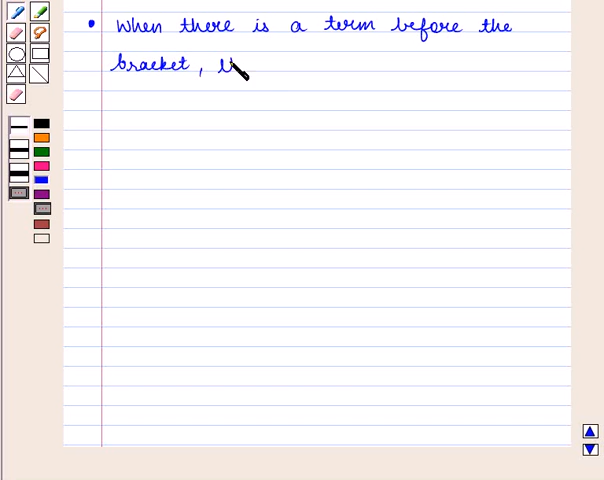 • When there is a term before the
bracket,